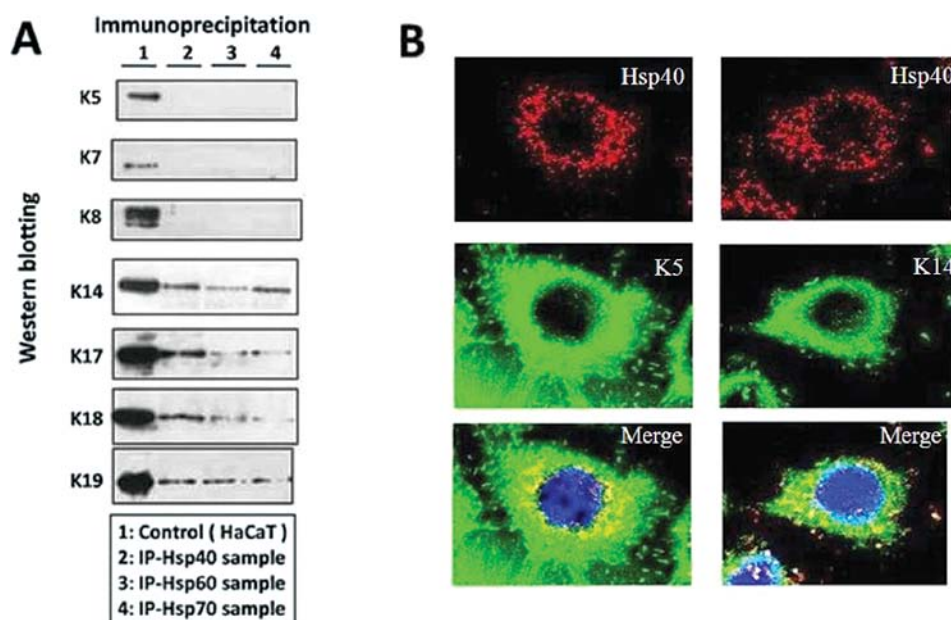 A
Immunoprecipitation
1 2 3 4
Western blotting
K5
K7
K8
K14
K17
K18
K19
1: Control ( HaCaT )
2: IP-Hsp40 sample
3: IP-Hsp60 sample
4: IP-Hsp70 sample
B
Hsp40
Hsp40
K5
K14
Merge
Merge